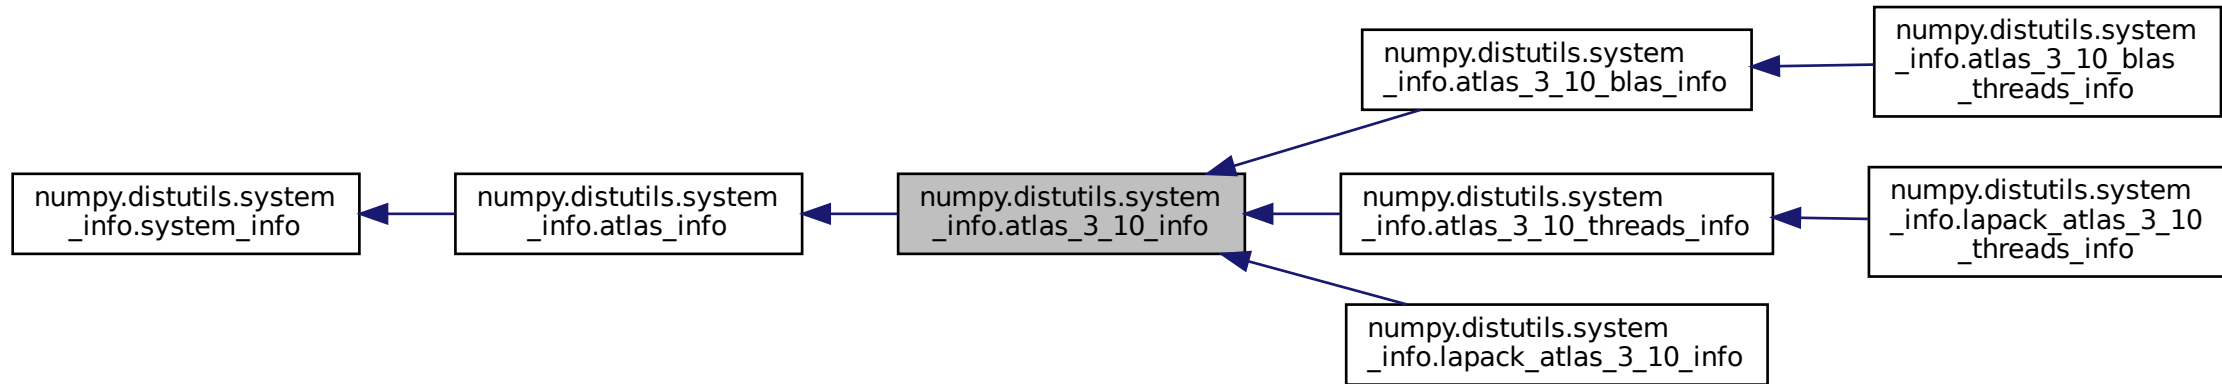 numpy.distutils.system
_info.system_info
numpy.distutils.system
_info.atlas_info
numpy.distutils.system
_info.atlas_3_10_info
numpy.distutils.system
_info.atlas_3_10_blas_info
numpy.distutils.system
_info.atlas_3_10_blas
_threads_info
numpy.distutils.system
_info.atlas_3_10_threads_info
numpy.distutils.system
_info.lapack_atlas_3_10
_threads_info
numpy.distutils.system
_info.lapack_atlas_3_10_info